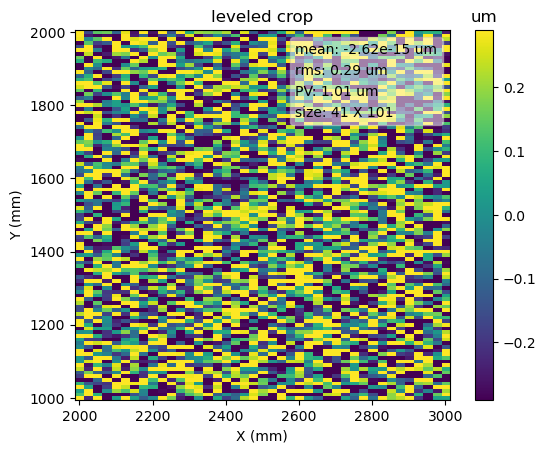 leveled crop
um
mean: -2.62e-15 um
rms: 0.29 um
PV: 1.01 um
size: 41 X 101
2000
1800
1600
1400
1200
1000
Y (mm)
2000 2200 2400 2600 2800 3000
X (mm)
0.2
0.1
0.0
−0.1
−0.2